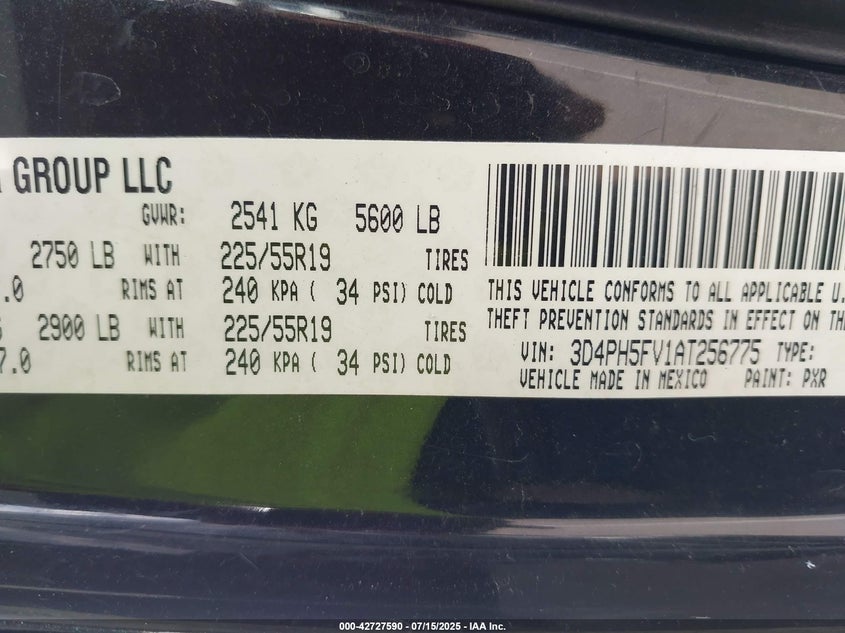 GROUP LLC
GVWR: 2541 KG 5600 LB
2750 LB WITH 225/55R19 TIRES
.0 RIMS AT 240 KPA ( 34 PSI) COLD
2900 LB WITH 225/55R19 TIRES
7.0 RIMS AT 240 KPA ( 34 PSI) COLD
THIS VEHICLE CONFORMS TO ALL APPLICABLE U.
THEFT PREVENTION STANDARDS IN EFFECT ON TH
VIN: 3D4PH5FV1AT256775 TYPE:
VEHICLE MADE IN MEXICO PAINT: PXR
000-42727590 - 07/15/2025 - IAA Inc.